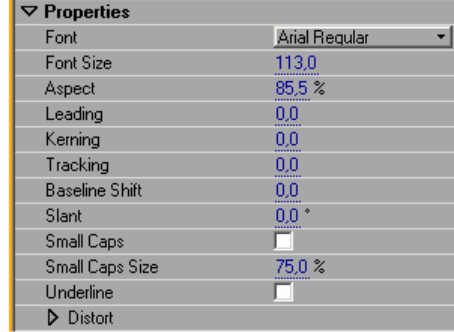 Properties
Font Arial Regular
Font Size 113,0
Aspect 85,5 %
Leading 0,0
Kerning 0,0
Tracking 0,0
Baseline Shift 0,0
Slant 0,0 °
Small Caps
Small Caps Size 75,0 %
Underline
Distort